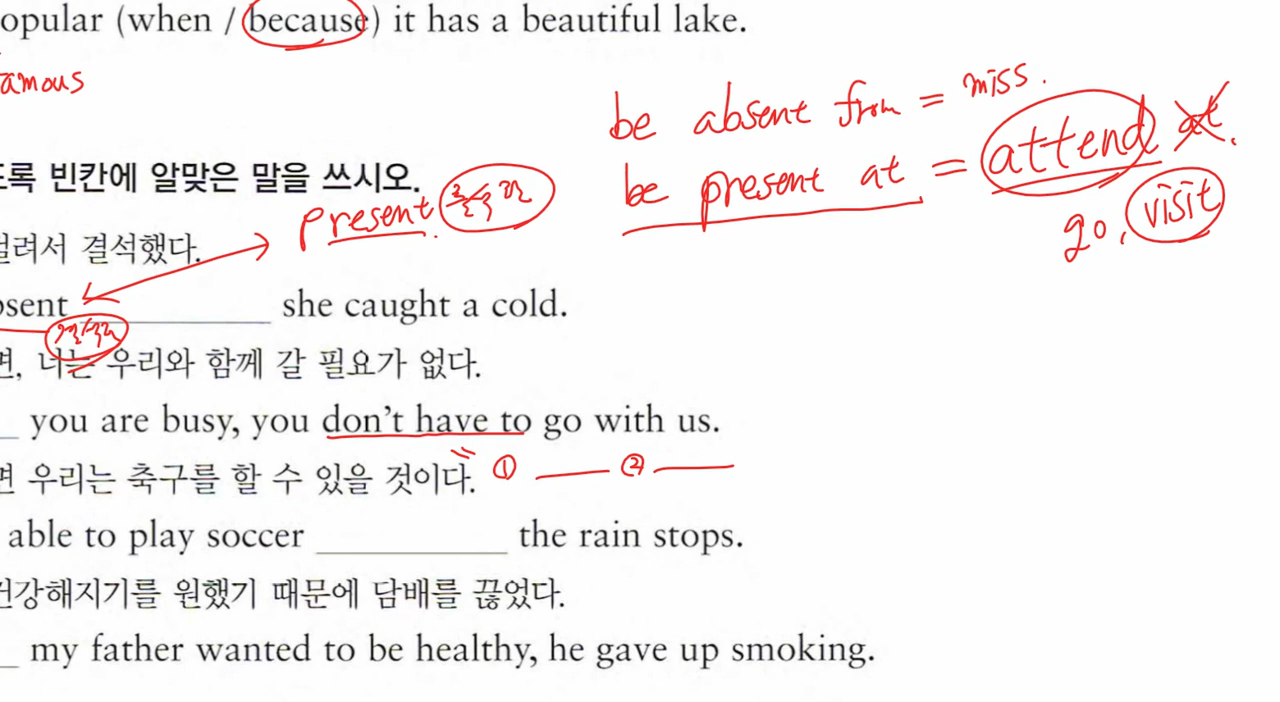 opular (when / because) it has a beautiful lake.
amous
be absent from = miss.
be present at = attend at.
go, visit
도록 빈칸에 알맞은 말을 쓰시오.
present 출석한
걸려서 결석했다.
bsent ____________ she caught a cold.
결석한
면, 너는 우리와 함께 갈 필요가 없다.
__ you are busy, you don't have to go with us.
면 우리는 축구를 할 수 있을 것이다. ① ____ ② ____
able to play soccer ____________ the rain stops.
건강해지기를 원했기 때문에 담배를 끊었다.
__ my father wanted to be healthy, he gave up smoking.